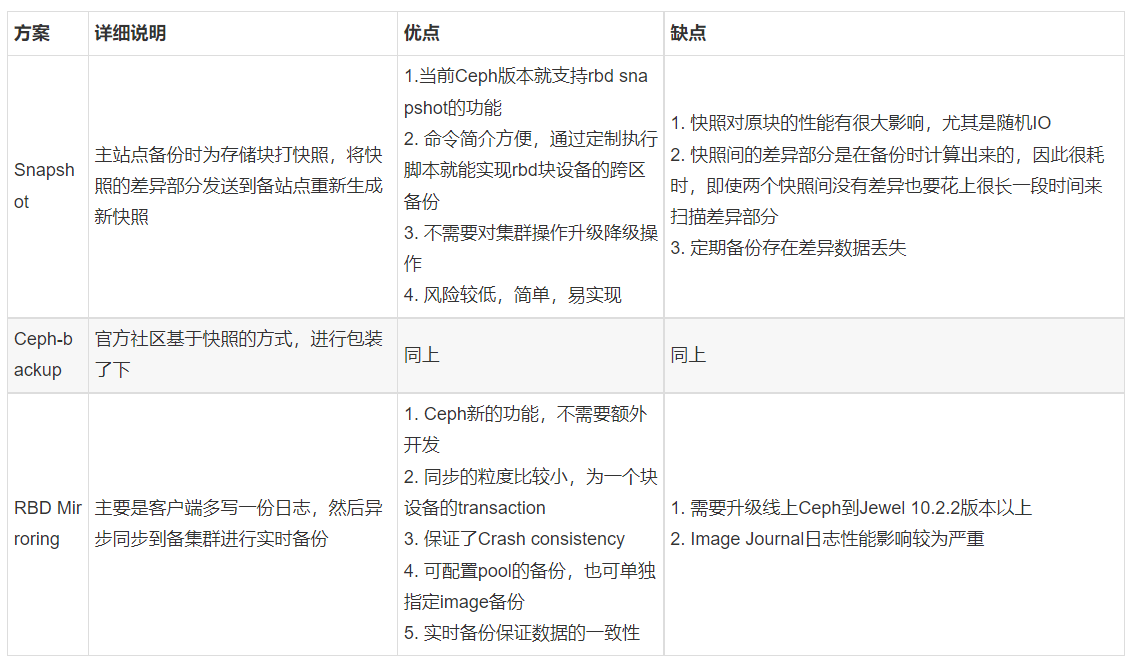 方案
详细说明
优点
缺点
Snapsh
ot
主站点备份时为存储块打快照，将快
照的差异部分发送到备站点重新生成
新快照
1.当前Ceph版本就支持rbd sna
pshot的功能
2. 命令简介方便，通过定制执行
脚本就能实现rbd块设备的跨区
备份
3. 不需要对集群操作升级降级操
作
4. 风险较低，简单，易实现
1. 快照对原块的性能有很大影响，尤其是随机IO
2. 快照间的差异部分是在备份时计算出来的，因此很耗
时，即使两个快照间没有差异也要花上很长一段时间来
扫描差异部分
3. 定期备份存在差异数据丢失
Ceph-b
ackup
官方社区基于快照的方式，进行包装
了下
同上
同上
RBD Mir
roring
主要是客户端多写一份日志，然后异
步同步到备集群进行实时备份
1. Ceph新的功能，不需要额外
开发
2. 同步的粒度比较小，为一个块
设备的transaction
3. 保证了Crash consistency
4. 可配置pool的备份，也可单独
指定image备份
5. 实时备份保证数据的一致性
1. 需要升级线上Ceph到Jewel 10.2.2版本以上
2. Image Journal日志性能影响较为严重